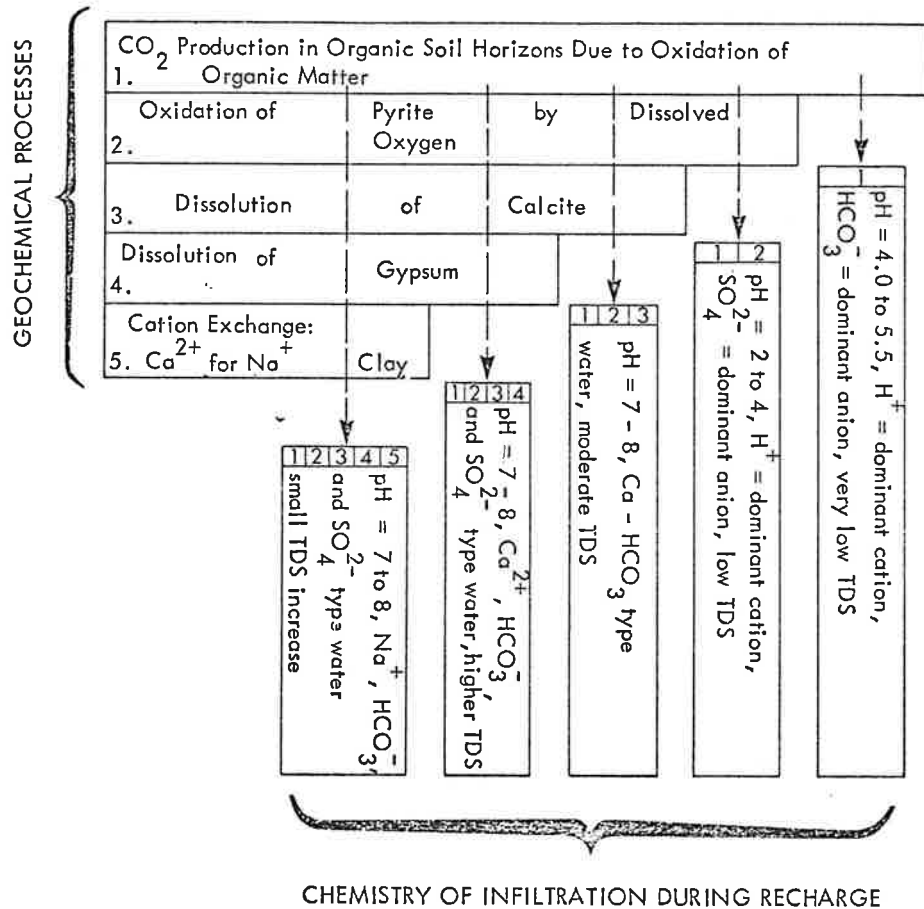 GEOCHEMICAL PROCESSES
CO2 Production in Organic Soil Horizons Due to Oxidation of
1. Organic Matter
Oxidation of Pyrite by Dissolved
2. Oxygen
3. Dissolution of Calcite
Dissolution of
4. Gypsum
Cation Exchange:
5. Ca2+ for Na+ Clay
1 2 3 4 5
pH = 7 to 8, Na+, HCO3-,
and SO42- type water
small TDS increase
1 2 3 4
pH = 7 - 8, Ca2+, HCO3-,
and SO42- type water, higher TDS
1 2 3
pH = 7 - 8, Ca - HCO3 type
water, moderate TDS
1 2
pH = 2 to 4, H+ = dominant cation,
SO42- = dominant anion, low TDS
1
pH = 4.0 to 5.5, H+ = dominant cation,
HCO3- = dominant anion, very low TDS
CHEMISTRY OF INFILTRATION DURING RECHARGE